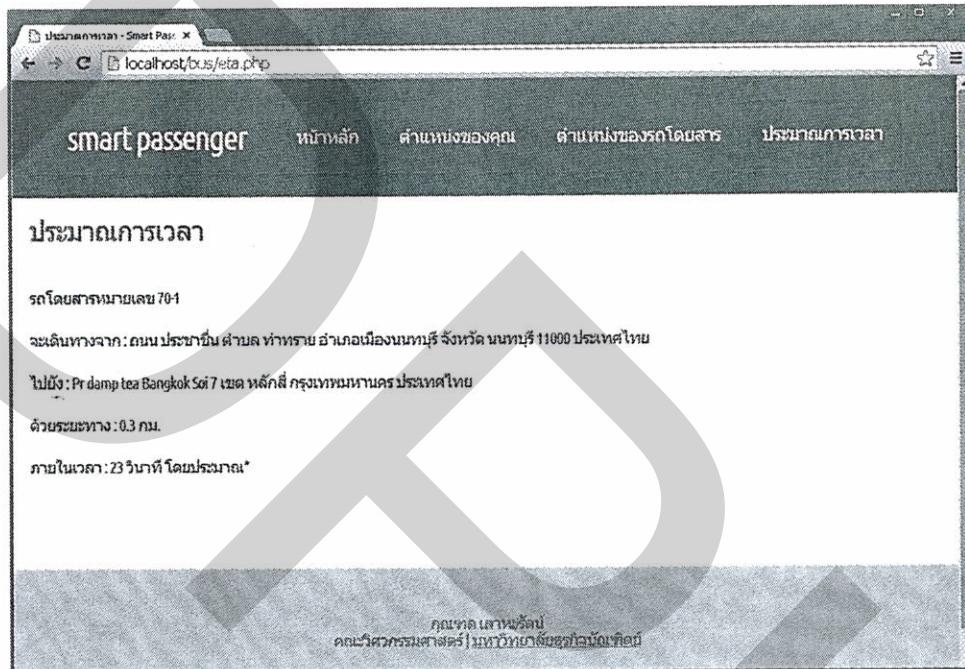 ประมาณการเวลา - Smart Pass
localhost/bus/eta.php
smart passenger หน้าหลัก ตำแหน่งของคุณ ตำแหน่งของรถโดยสาร ประมาณการเวลา
ประมาณการเวลา
รถโดยสารหมายเลข 70-1
จะเดินทางจาก : ถนน ประชาชื่น ตำบล ท่าทราย อำเภอเมืองนนทบุรี จังหวัด นนทบุรี 11000 ประเทศไทย
ไปยัง : Pr damp tea Bangkok Soi 7 เขต หลักสี่ กรุงเทพมหานคร ประเทศไทย
ด้วยระยะทาง : 0.3 กม.
ภายในเวลา : 23 วินาที โดยประมาณ*
คณะวิศวกรรมศาสตร์ | มหาวิทยาลัยธุรกิจบัณฑิตย์